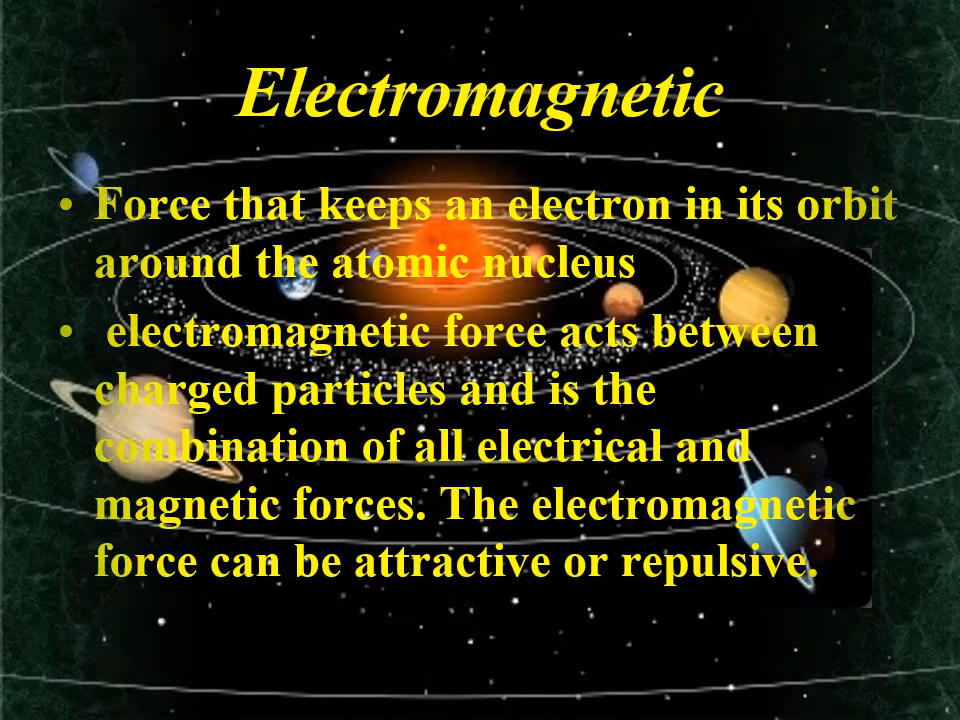 Electromagnetic
• Force that keeps an electron in its orbit
around the atomic nucleus
• electromagnetic force acts between
charged particles and is the
combination of all electrical and
magnetic forces. The electromagnetic
force can be attractive or repulsive.